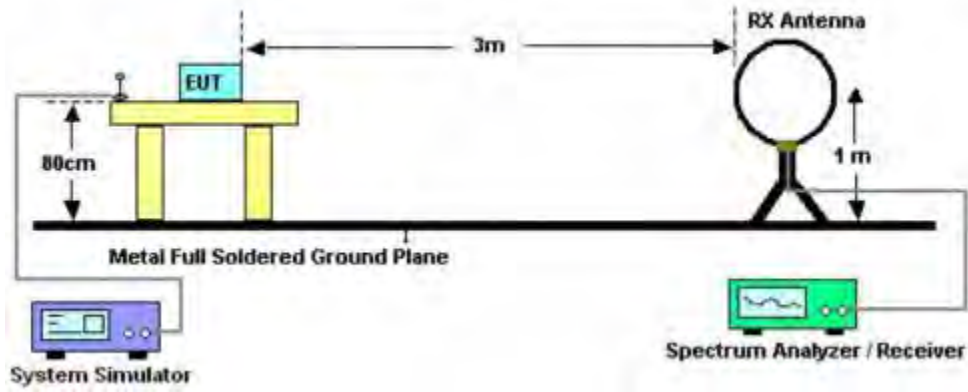 RX Antenna
3m
EUT
80cm
1 m
Metal Full Soldered Ground Plane
System Simulator
Spectrum Analyzer / Receiver